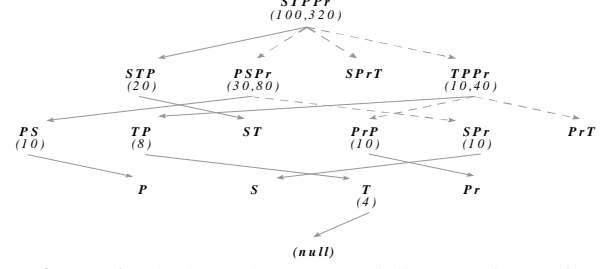 STPPr
(100,320)
STP PSPr SPrT TPPr
(20) (30,80) (10,40)
PS TP ST PrP SPr PrT
(10) (8) (10) (10)
P S T Pr
(4)
(null)